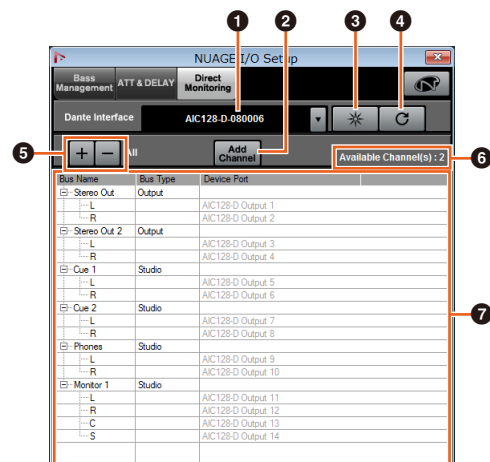 1 2 3 4
NUAGE I/O Setup
Bass Management ATT & DELAY Direct Monitoring
Dante Interface AIC128-D-080006
5 + − All Add Channel Available Channel(s) : 2 6
Bus Name Bus Type Device Port
Stereo Out Output
L AIC128-D Output 1
R AIC128-D Output 2
Stereo Out 2 Output
L AIC128-D Output 3
R AIC128-D Output 4
Cue 1 Studio
L AIC128-D Output 5
R AIC128-D Output 6
Cue 2 Studio
L AIC128-D Output 7
R AIC128-D Output 8
7
Phones Studio
L AIC128-D Output 9
R AIC128-D Output 10
Monitor 1 Studio
L AIC128-D Output 11
R AIC128-D Output 12
C AIC128-D Output 13
S AIC128-D Output 14